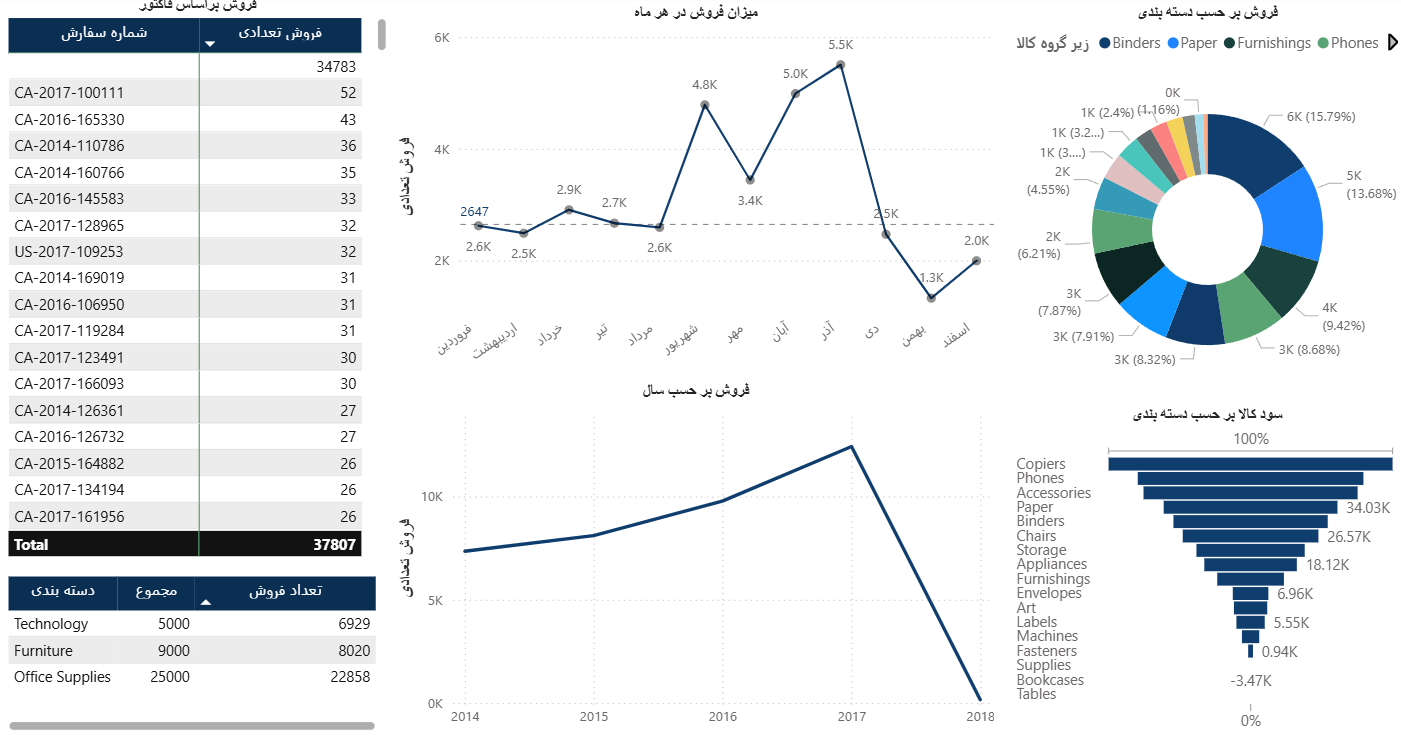 فروش براساس فاکتور
شماره سفارش فروش تعدادی
34783
CA-2017-100111 52
CA-2016-165330 43
CA-2014-110786 36
CA-2014-160766 35
CA-2016-145583 33
CA-2017-128965 32
US-2017-109253 32
CA-2014-169019 31
CA-2016-106950 31
CA-2017-119284 31
CA-2017-123491 30
CA-2017-166093 30
CA-2014-126361 27
CA-2016-126732 27
CA-2015-164882 26
CA-2017-134194 26
CA-2017-161956 26
Total 37807
دسته بندی مجموع تعداد فروش
Technology 5000 6929
Furniture 9000 8020
Office Supplies 25000 22858
میزان فروش در هر ماه
فروش تعدادی
6K
4K
2K
2647
2.6K
2.5K
2.9K
2.7K
2.6K
4.8K
3.4K
5.0K
5.5K
2.5K
1.3K
2.0K
فروردین
اردیبهشت
خرداد
تیر
مرداد
شهریور
مهر
آبان
آذر
دی
بهمن
اسفند
فروش بر حسب سال
فروش تعدادی
10K
5K
0K
2014 2015 2016 2017 2018
فروش بر حسب دسته بندی
زیر گروه کالا Binders Paper Furnishings Phones
6K (15.79%)
5K
(13.68%)
4K
(9.42%)
3K (8.68%)
3K (8.32%)
3K (7.91%)
3K
(7.87%)
2K
(6.21%)
2K
(4.55%)
1K (3....)
1K (3.2...)
1K (2.4%)
(1.16%)
0K
سود کالا بر حسب دسته بندی
100%
Copiers
Phones
Accessories
Paper 34.03K
Binders
Chairs 26.57K
Storage
Appliances 18.12K
Furnishings
Envelopes 6.96K
Art
Labels 5.55K
Machines
Fasteners 0.94K
Supplies
Bookcases -3.47K
Tables
0%